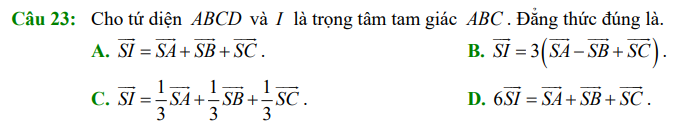 Câu 23: Cho tứ diện ABCD và I là trọng tâm tam giác ABC . Đẳng thức đúng là.
A. $\overrightarrow{SI} = \overrightarrow{SA} + \overrightarrow{SB} + \overrightarrow{SC}$ . B. $\overrightarrow{SI} = 3\left(\overrightarrow{SA} - \overrightarrow{SB} + \overrightarrow{SC}\right)$ .
C. $\overrightarrow{SI} = \frac{1}{3}\overrightarrow{SA} + \frac{1}{3}\overrightarrow{SB} + \frac{1}{3}\overrightarrow{SC}$ . D. $6\overrightarrow{SI} = \overrightarrow{SA} + \overrightarrow{SB} + \overrightarrow{SC}$ .